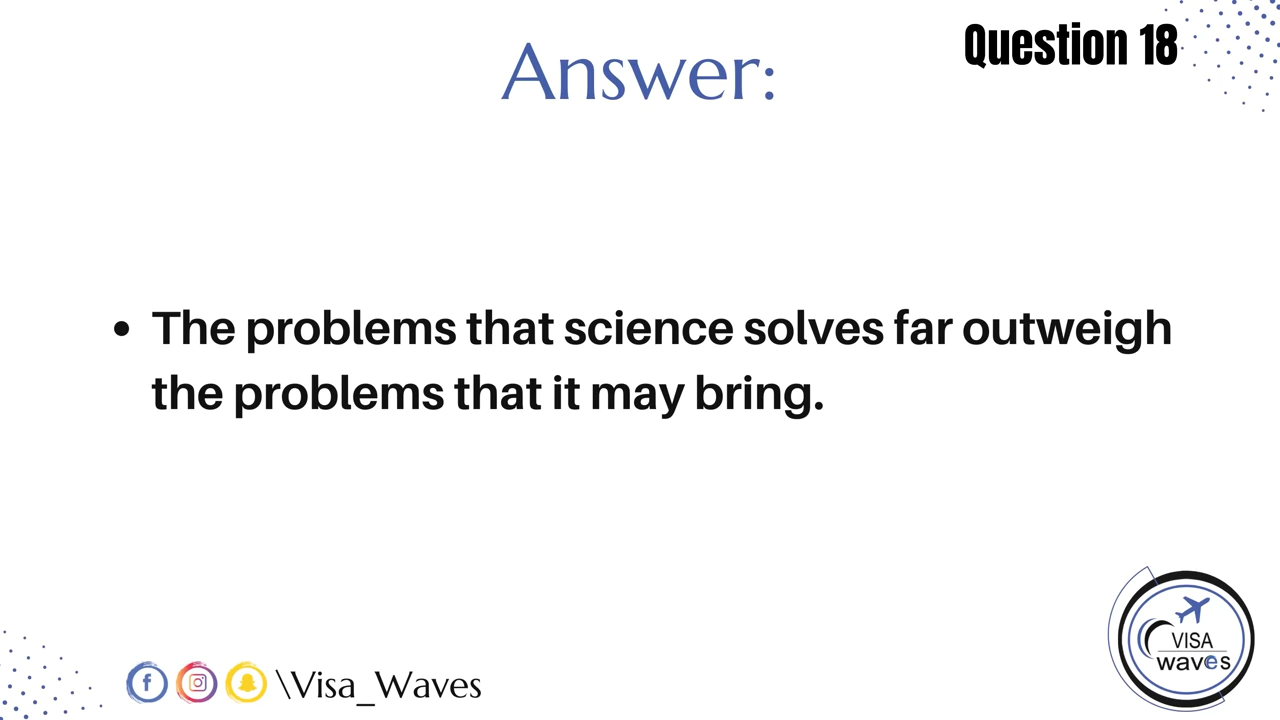 Question 18
Answer:
• The problems that science solves far outweigh
the problems that it may bring.
\Visa_Waves
VISA
waves